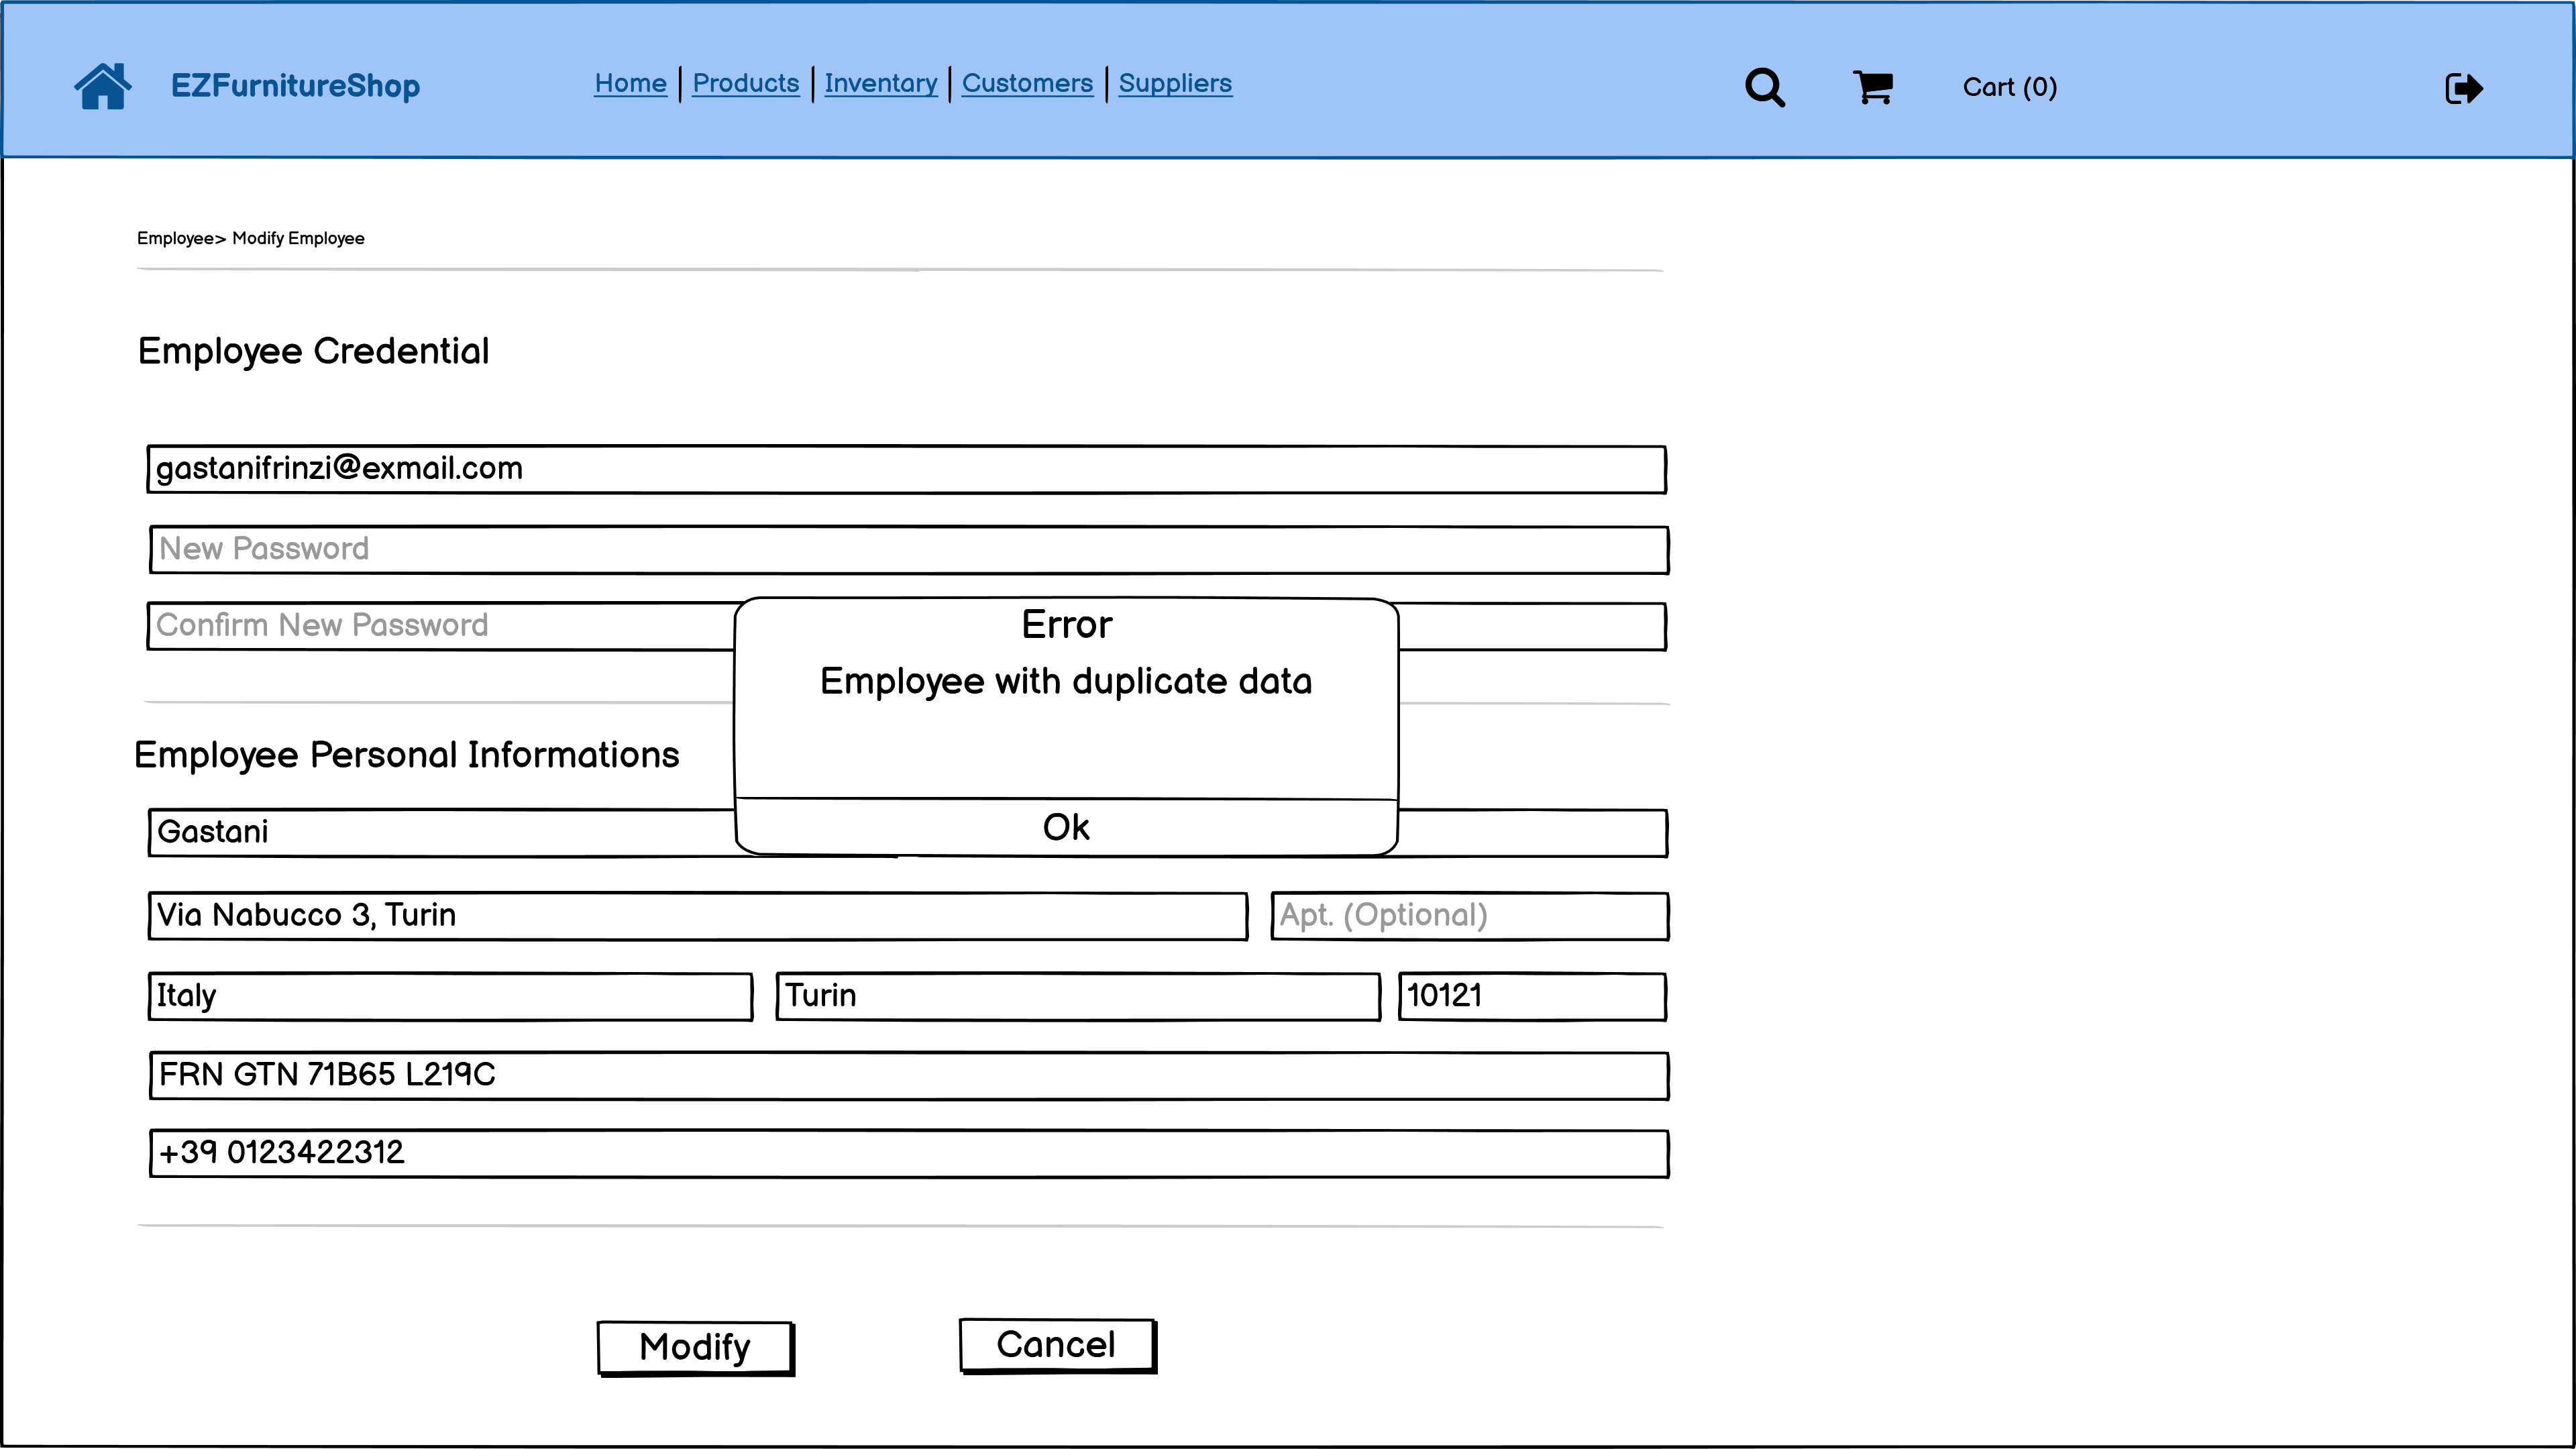 EZFurnitureShop
Home | Products | Inventory | Customers | Suppliers
Cart (0)
Employee> Modify Employee
Employee Credential
gastanifrinzi@exmail.com
New Password
Confirm New Password
Error
Employee with duplicate data
Ok
Employee Personal Informations
Gastani
Via Nabucco 3, Turin
Apt. (Optional)
Italy
Turin
10121
FRN GTN 71B65 L219C
+39 0123422312
Modify
Cancel